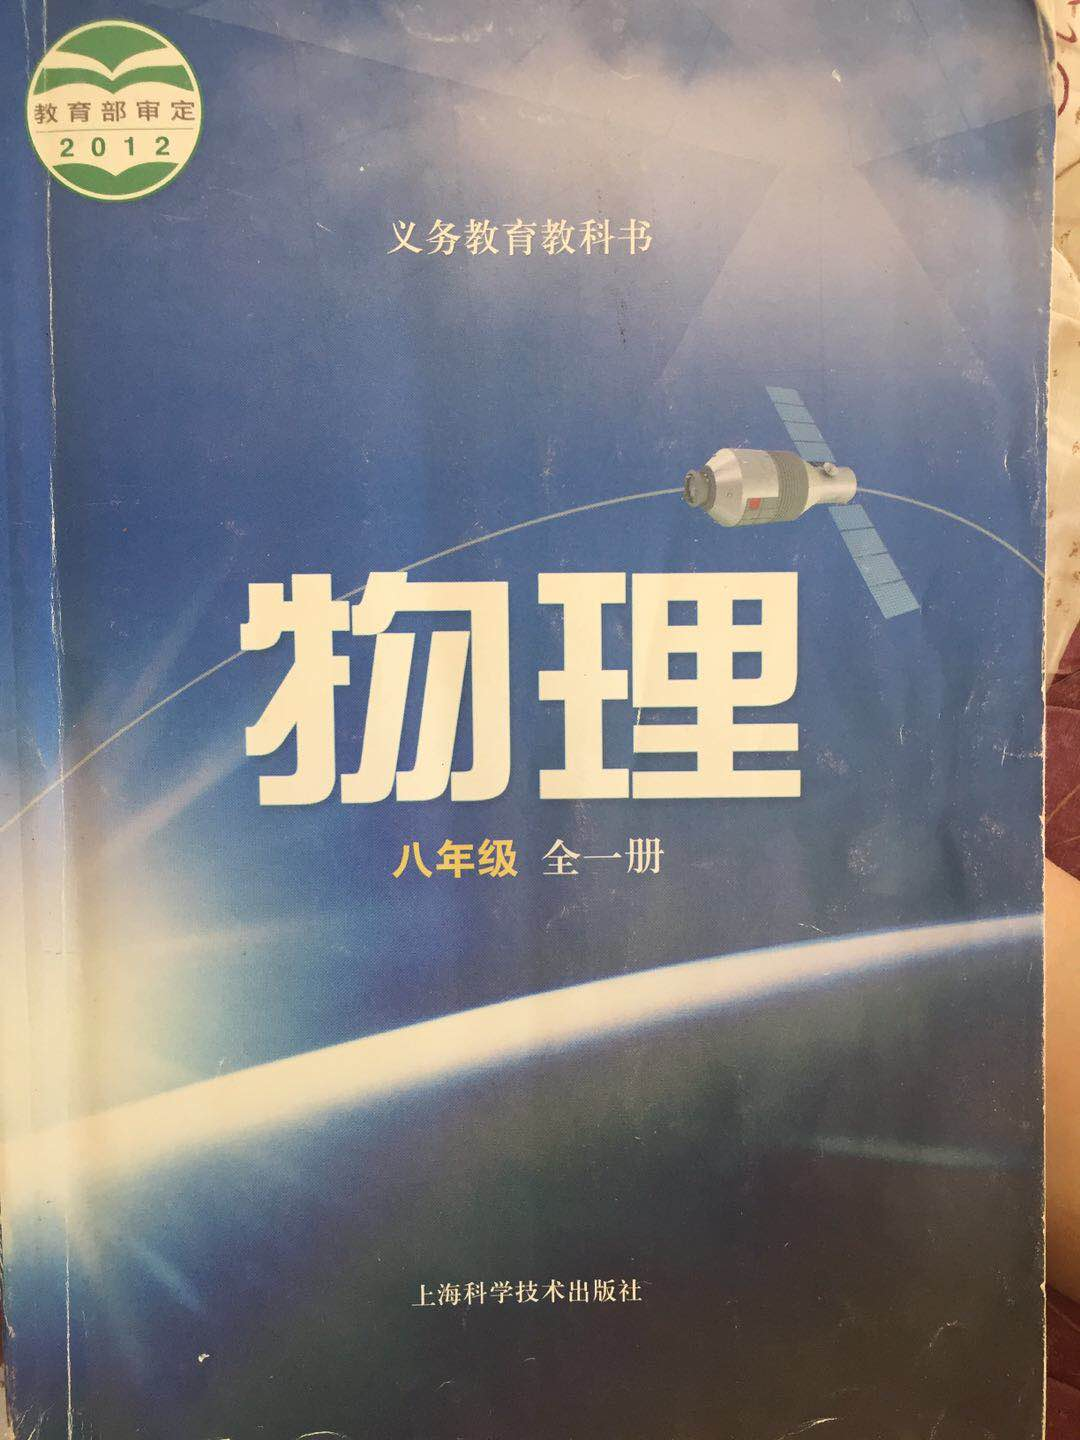 教育部审定
2012
义务教育教科书
物理
八年级 全一册
上海科学技术出版社